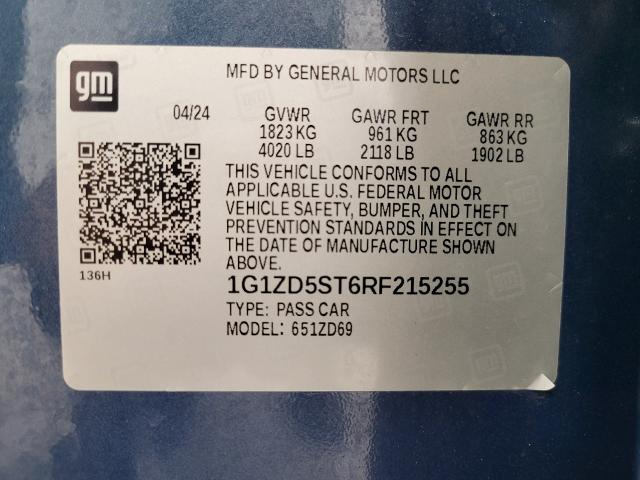 gm
MFD BY GENERAL MOTORS LLC
04/24 GVWR GAWR FRT GAWR RR
1823 KG 961 KG 863 KG
4020 LB 2118 LB 1902 LB
THIS VEHICLE CONFORMS TO ALL
APPLICABLE U.S. FEDERAL MOTOR
VEHICLE SAFETY, BUMPER, AND THEFT
PREVENTION STANDARDS IN EFFECT ON
THE DATE OF MANUFACTURE SHOWN
ABOVE.
136H
1G1ZD5ST6RF215255
TYPE: PASS CAR
MODEL: 651ZD69